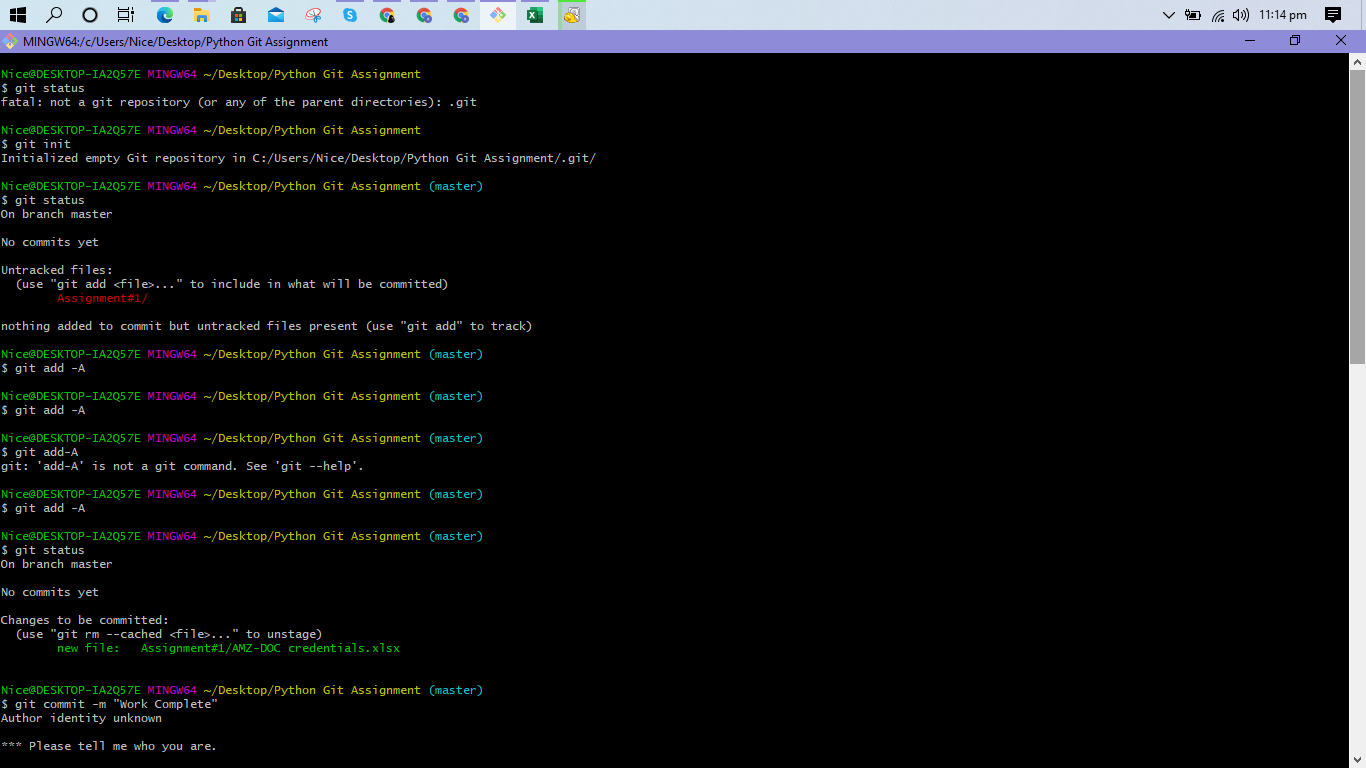 11:14 pm
MINGW64:/c/Users/Nice/Desktop/Python Git Assignment
Nice@DESKTOP-IA2Q57E MINGW64 ~/Desktop/Python Git Assignment
$ git status
fatal: not a git repository (or any of the parent directories): .git
Nice@DESKTOP-IA2Q57E MINGW64 ~/Desktop/Python Git Assignment
$ git init
Initialized empty Git repository in C:/Users/Nice/Desktop/Python Git Assignment/.git/
Nice@DESKTOP-IA2Q57E MINGW64 ~/Desktop/Python Git Assignment (master)
$ git status
On branch master
No commits yet
Untracked files:
(use "git add <file>..." to include in what will be committed)
Assignment#1/
nothing added to commit but untracked files present (use "git add" to track)
Nice@DESKTOP-IA2Q57E MINGW64 ~/Desktop/Python Git Assignment (master)
$ git add -A
Nice@DESKTOP-IA2Q57E MINGW64 ~/Desktop/Python Git Assignment (master)
$ git add -A
Nice@DESKTOP-IA2Q57E MINGW64 ~/Desktop/Python Git Assignment (master)
$ git add-A
git: 'add-A' is not a git command. See 'git --help'.
Nice@DESKTOP-IA2Q57E MINGW64 ~/Desktop/Python Git Assignment (master)
$ git add -A
Nice@DESKTOP-IA2Q57E MINGW64 ~/Desktop/Python Git Assignment (master)
$ git status
On branch master
No commits yet
Changes to be committed:
(use "git rm --cached <file>..." to unstage)
new file:   Assignment#1/AMZ-DOC credentials.xlsx
Nice@DESKTOP-IA2Q57E MINGW64 ~/Desktop/Python Git Assignment (master)
$ git commit -m "Work Complete"
Author identity unknown
*** Please tell me who you are.